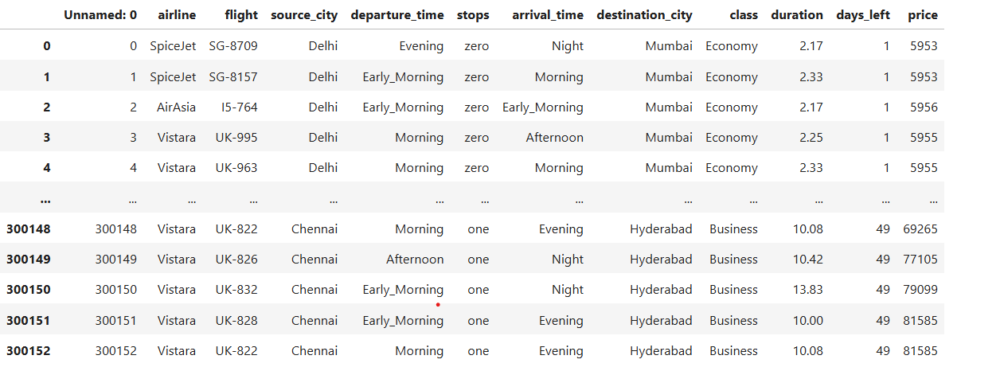 Unnamed: 0 airline flight source_city departure_time stops arrival_time destination_city class duration days_left price
0 0 SpiceJet SG-8709 Delhi Evening zero Night Mumbai Economy 2.17 1 5953
1 1 SpiceJet SG-8157 Delhi Early_Morning zero Morning Mumbai Economy 2.33 1 5953
2 2 AirAsia I5-764 Delhi Early_Morning zero Early_Morning Mumbai Economy 2.17 1 5956
3 3 Vistara UK-995 Delhi Morning zero Afternoon Mumbai Economy 2.25 1 5955
4 4 Vistara UK-963 Delhi Morning zero Morning Mumbai Economy 2.33 1 5955
... ... ... ... ... ... ... ... ... ... ... ... ...
300148 300148 Vistara UK-822 Chennai Morning one Evening Hyderabad Business 10.08 49 69265
300149 300149 Vistara UK-826 Chennai Afternoon one Night Hyderabad Business 10.42 49 77105
300150 300150 Vistara UK-832 Chennai Early_Morning one Night Hyderabad Business 13.83 49 79099
300151 300151 Vistara UK-828 Chennai Early_Morning one Evening Hyderabad Business 10.00 49 81585
300152 300152 Vistara UK-822 Chennai Morning one Evening Hyderabad Business 10.08 49 81585